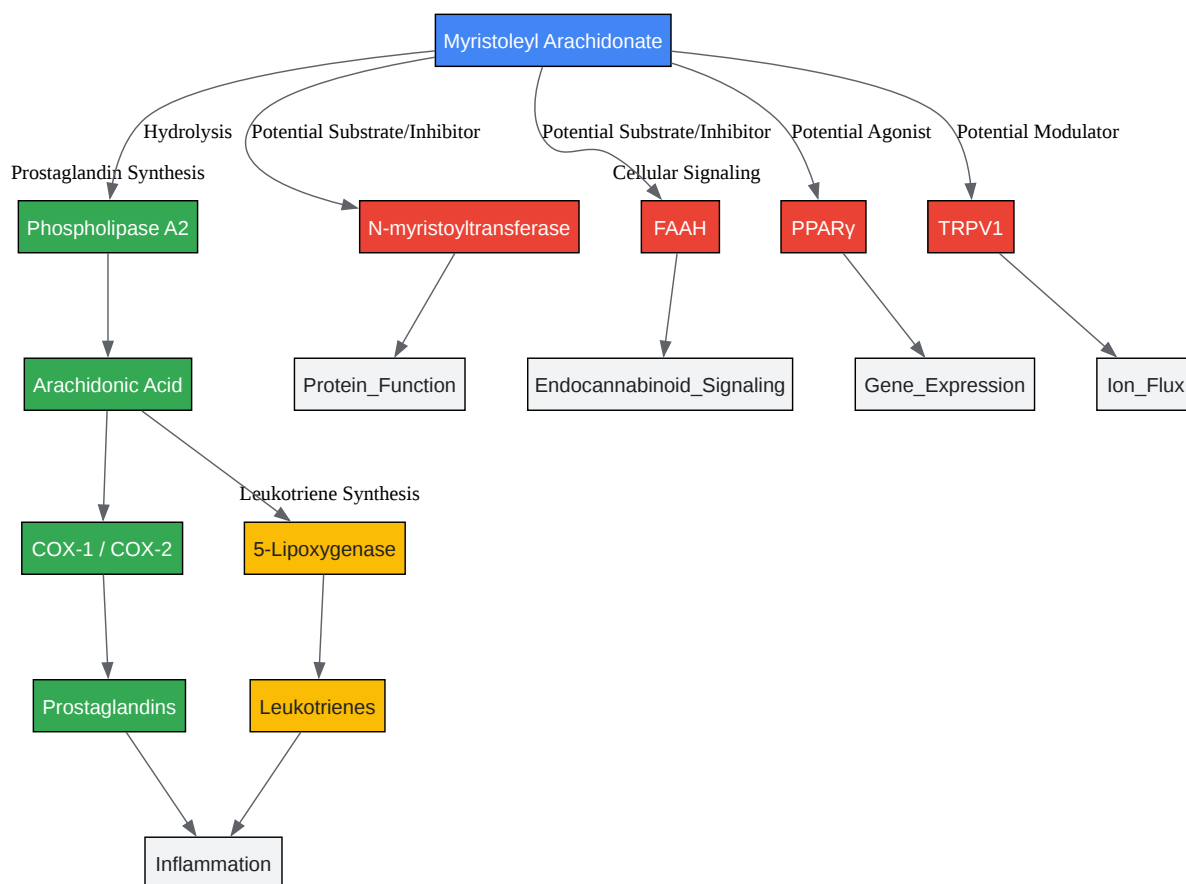 Myristoleyl Arachidonate
Hydrolysis
Potential Substrate/Inhibitor
Potential Substrate/Inhibitor
Potential Agonist
Potential Modulator
Prostaglandin Synthesis
Cellular Signaling
Phospholipase A2
N-myristoyltransferase
FAAH
PPARγ
TRPV1
Arachidonic Acid
Protein_Function
Endocannabinoid_Signaling
Gene_Expression
Ion_Flux
Leukotriene Synthesis
COX-1 / COX-2
5-Lipoxygenase
Prostaglandins
Leukotrienes
Inflammation